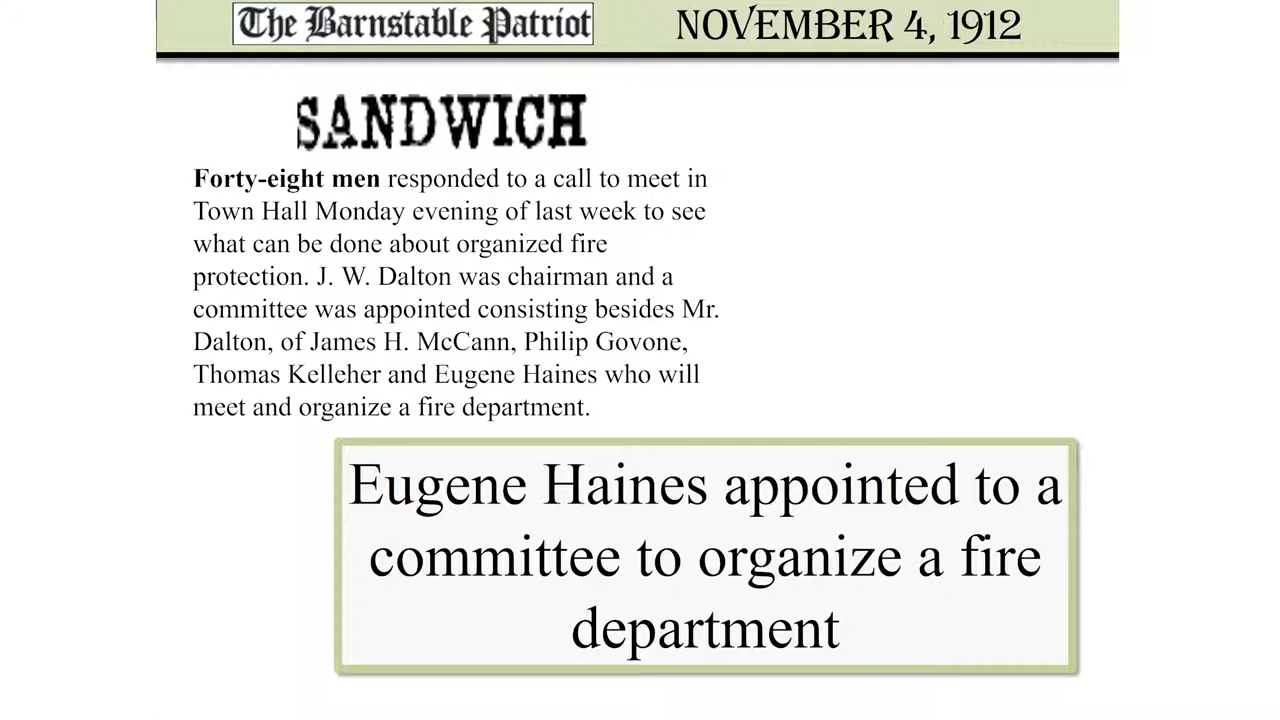 The Barnstable Patriot
NOVEMBER 4, 1912
SANDWICH
Forty-eight men responded to a call to meet in
Town Hall Monday evening of last week to see
what can be done about organized fire
protection. J. W. Dalton was chairman and a
committee was appointed consisting besides Mr.
Dalton, of James H. McCann, Philip Govone,
Thomas Kelleher and Eugene Haines who will
meet and organize a fire department.
Eugene Haines appointed to a
committee to organize a fire
department